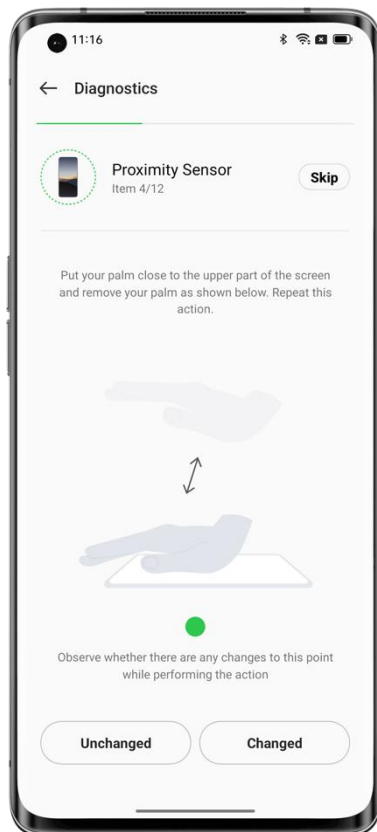 11:16
Diagnostics
Proximity Sensor
Item 4/12
Skip
Put your palm close to the upper part of the screen
and remove your palm as shown below. Repeat this
action.
Observe whether there are any changes to this point
while performing the action
Unchanged
Changed